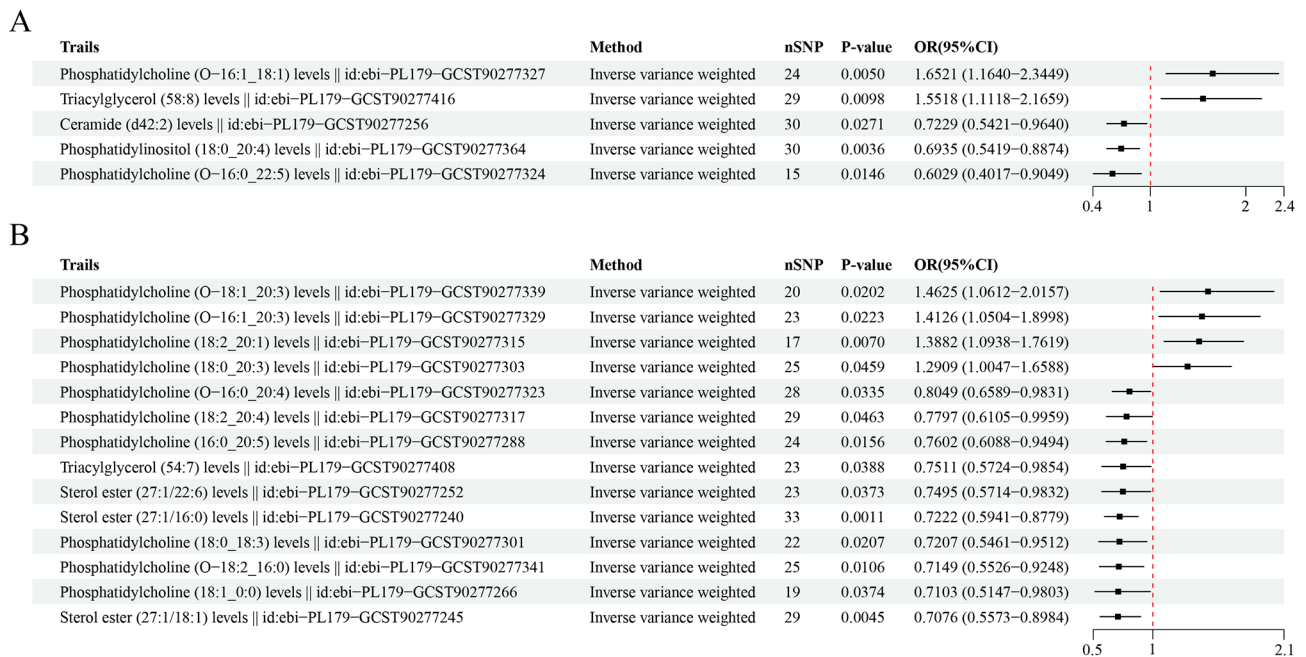 A
Trails Method nSNP P-value OR(95%CI)
Phosphatidylcholine (O−16:1_18:1) levels || id:ebi−PL179−GCST90277327 Inverse variance weighted 24 0.0050 1.6521 (1.1640−2.3449)
Triacylglycerol (58:8) levels || id:ebi−PL179−GCST90277416 Inverse variance weighted 29 0.0098 1.5518 (1.1118−2.1659)
Ceramide (d42:2) levels || id:ebi−PL179−GCST90277256 Inverse variance weighted 30 0.0271 0.7229 (0.5421−0.9640)
Phosphatidylinositol (18:0_20:4) levels || id:ebi−PL179−GCST90277364 Inverse variance weighted 30 0.0036 0.6935 (0.5419−0.8874)
Phosphatidylcholine (O−16:0_22:5) levels || id:ebi−PL179−GCST90277324 Inverse variance weighted 15 0.0146 0.6029 (0.4017−0.9049)
0.4 1 2 2.4
B
Trails Method nSNP P-value OR(95%CI)
Phosphatidylcholine (O−18:1_20:3) levels || id:ebi−PL179−GCST90277339 Inverse variance weighted 20 0.0202 1.4625 (1.0612−2.0157)
Phosphatidylcholine (O−16:1_20:3) levels || id:ebi−PL179−GCST90277329 Inverse variance weighted 23 0.0223 1.4126 (1.0504−1.8998)
Phosphatidylcholine (18:2_20:1) levels || id:ebi−PL179−GCST90277315 Inverse variance weighted 17 0.0070 1.3882 (1.0938−1.7619)
Phosphatidylcholine (18:0_20:3) levels || id:ebi−PL179−GCST90277303 Inverse variance weighted 25 0.0459 1.2909 (1.0047−1.6588)
Phosphatidylcholine (O−16:0_20:4) levels || id:ebi−PL179−GCST90277323 Inverse variance weighted 28 0.0335 0.8049 (0.6589−0.9831)
Phosphatidylcholine (18:2_20:4) levels || id:ebi−PL179−GCST90277317 Inverse variance weighted 29 0.0463 0.7797 (0.6105−0.9959)
Phosphatidylcholine (16:0_20:5) levels || id:ebi−PL179−GCST90277288 Inverse variance weighted 24 0.0156 0.7602 (0.6088−0.9494)
Triacylglycerol (54:7) levels || id:ebi−PL179−GCST90277408 Inverse variance weighted 23 0.0388 0.7511 (0.5724−0.9854)
Sterol ester (27:1/22:6) levels || id:ebi−PL179−GCST90277252 Inverse variance weighted 23 0.0373 0.7495 (0.5714−0.9832)
Sterol ester (27:1/16:0) levels || id:ebi−PL179−GCST90277240 Inverse variance weighted 33 0.0011 0.7222 (0.5941−0.8779)
Phosphatidylcholine (18:0_18:3) levels || id:ebi−PL179−GCST90277301 Inverse variance weighted 22 0.0207 0.7207 (0.5461−0.9512)
Phosphatidylcholine (O−18:2_16:0) levels || id:ebi−PL179−GCST90277341 Inverse variance weighted 25 0.0106 0.7149 (0.5526−0.9248)
Phosphatidylcholine (18:1_0:0) levels || id:ebi−PL179−GCST90277266 Inverse variance weighted 19 0.0374 0.7103 (0.5147−0.9803)
Sterol ester (27:1/18:1) levels || id:ebi−PL179−GCST90277245 Inverse variance weighted 29 0.0045 0.7076 (0.5573−0.8984)
0.5 1 2.1